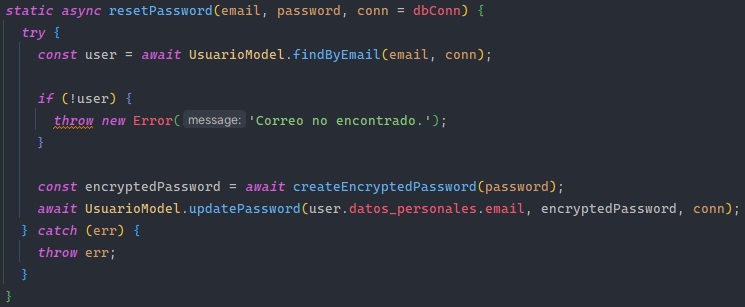 static async resetPassword(email, password, conn = dbConn) {
try {
const user = await UsuarioModel.findByEmail(email, conn);
if (!user) {
throw new Error( message: 'Correo no encontrado.');
}
const encryptedPassword = await createEncryptedPassword(password);
await UsuarioModel.updatePassword(user.datos_personales.email, encryptedPassword, conn);
} catch (err) {
throw err;
}
}